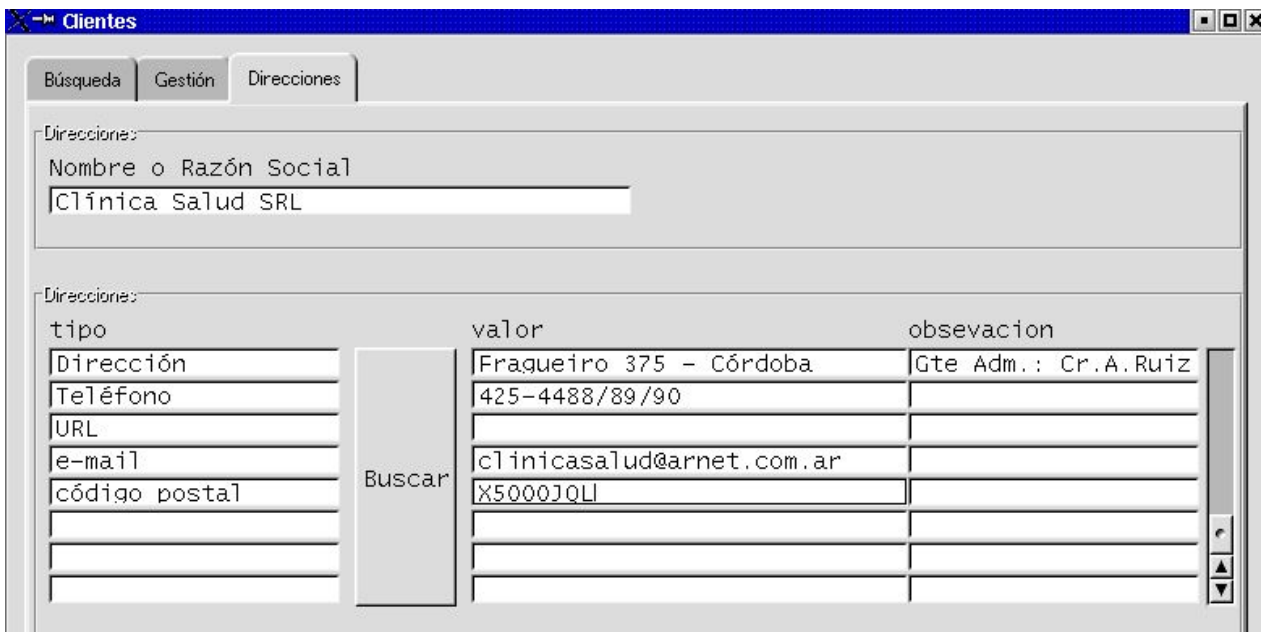 Clientes
Búsqueda Gestión Direcciones
Direcciones
Nombre o Razón Social
Clínica Salud SRL
Direcciones
tipo valor obsevacion
Dirección Fragueiro 375 - Córdoba Gte Adm.: Cr.A.Ruiz
Teléfono 425-4488/89/90
URL
e-mail clinicasalud@arnet.com.ar
código postal X5000JQL
Buscar